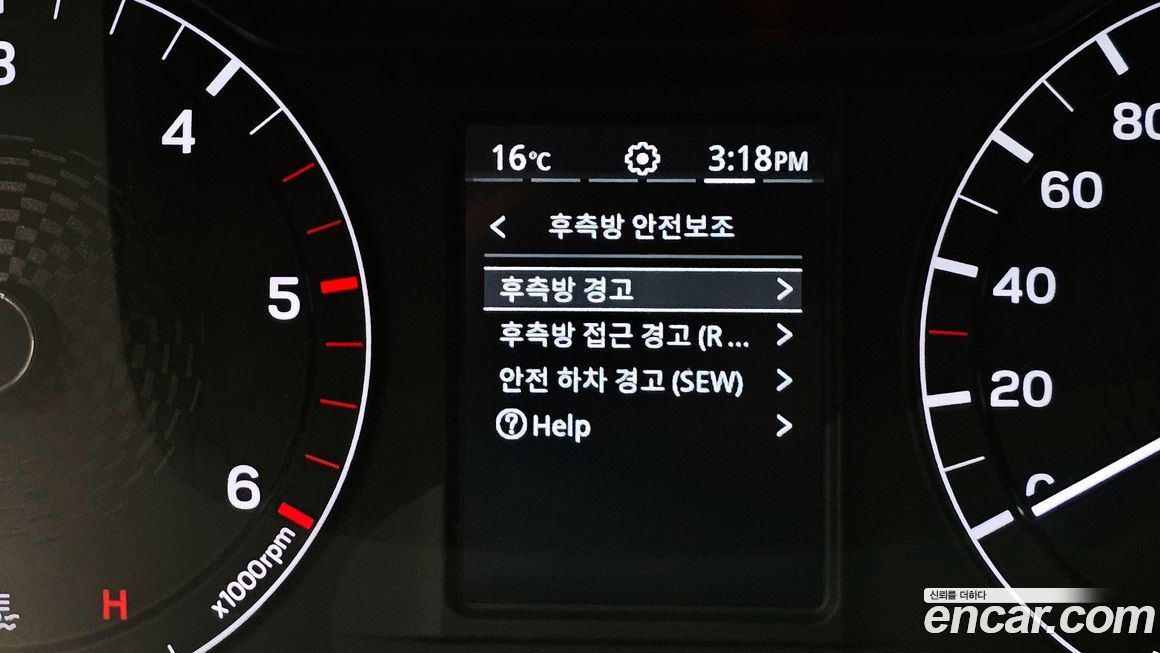 16℃ 3:18PM
< 후측방 안전보조
후측방 경고 >
후측방 접근 경고 (R ... >
안전 하차 경고 (SEW) >
? Help >
3
4
5
6
x1000rpm
H
80
60
40
20
0
신뢰를 더하다
encar.com